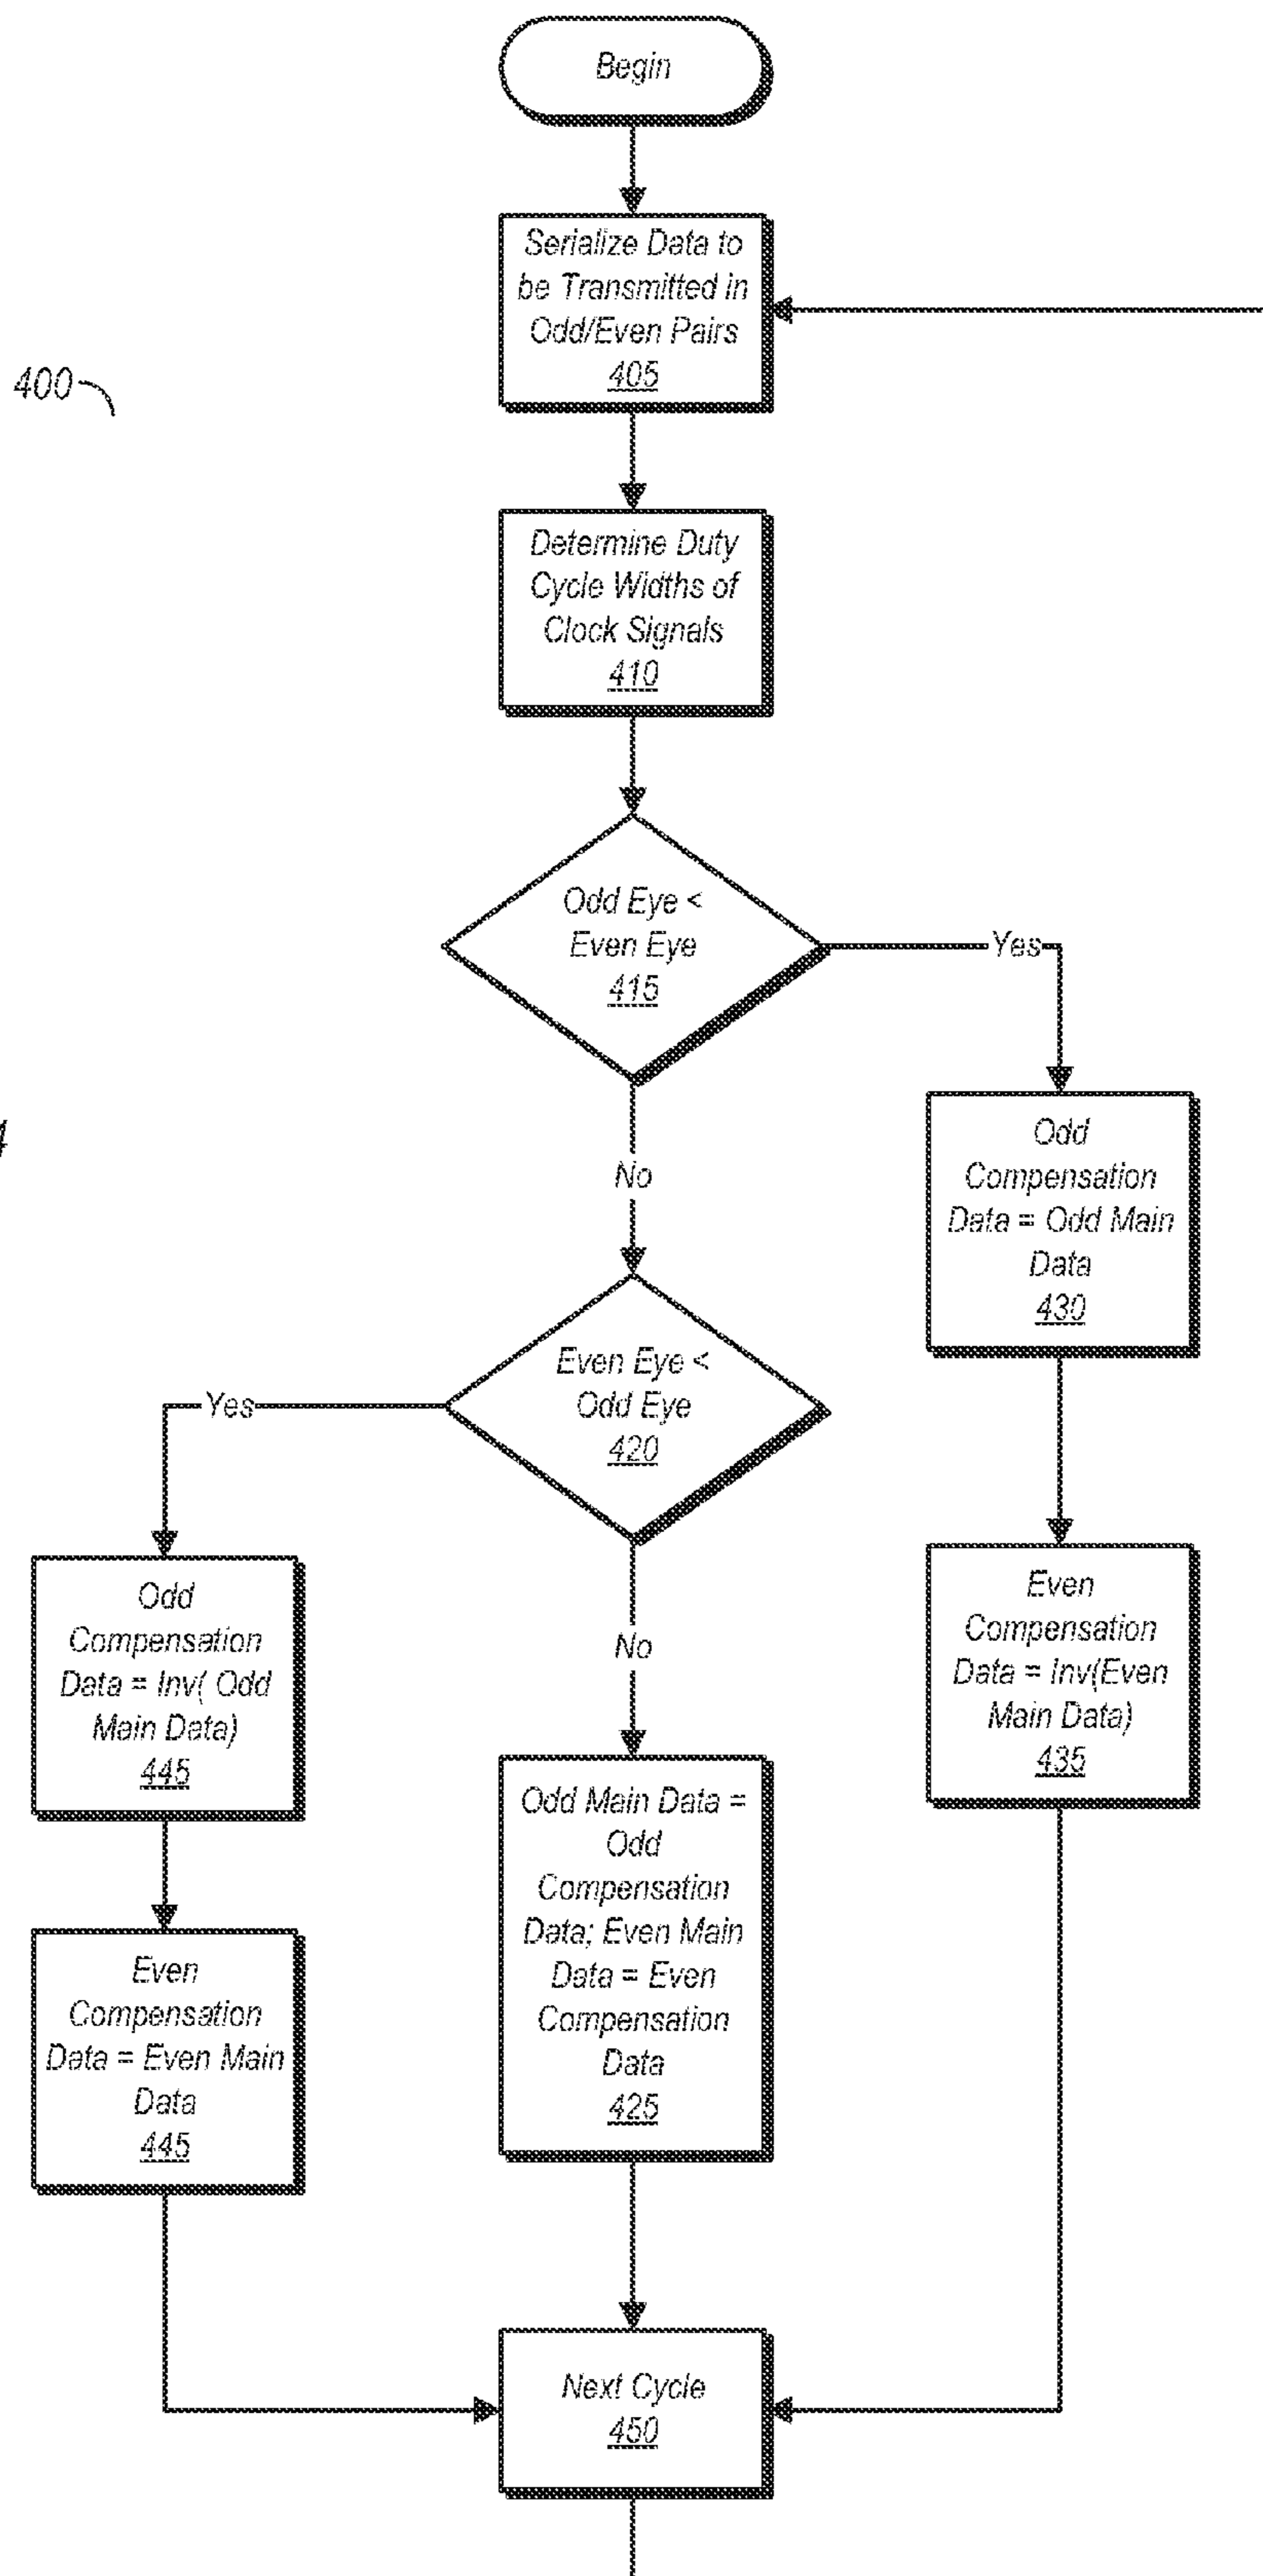 Begin
Serialize Data to
be Transmitted in
Odd/Even Pairs
405
400
Determine Duty
Cycle Widths of
Clock Signals
410
Odd Eye <
Even Eye
415
Yes
4
No
Odd
Compensation
Data = Odd Main
Data
430
Even Eye <
Odd Eye
420
Yes
No
Odd
Compensation
Data = Inv( Odd
Main Data)
445
Even
Compensation
Data = Inv(Even
Main Data)
435
Odd Main Data =
Odd
Compensation
Data; Even Main
Data = Even
Compensation
Data
425
Even
Compensation
Data = Even Main
Data
445
Next Cycle
450